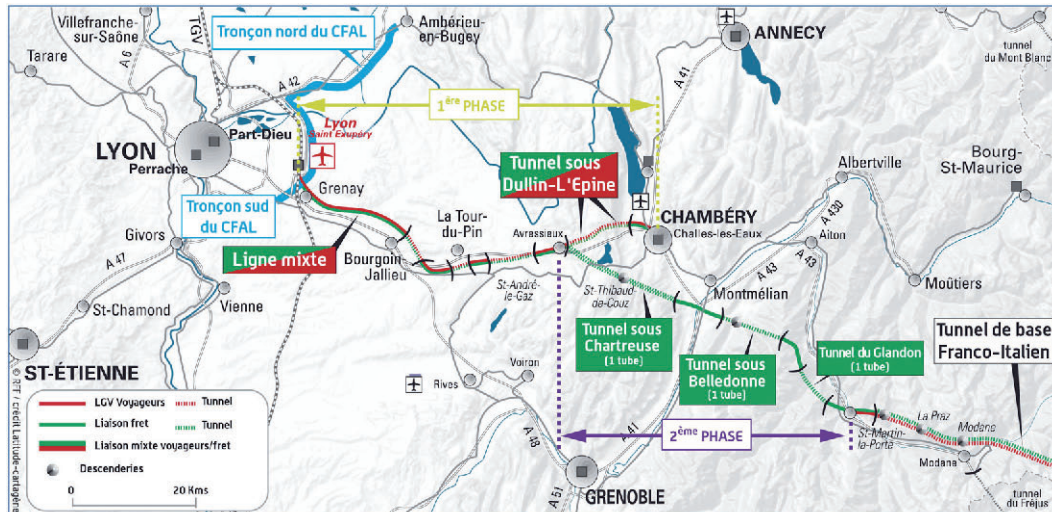 Villefranche-
sur-Saône
Tarare
A 6
TGV
Tronçon nord du CFAL
Ambérieu-
en-Bugey
A 42
ANNECY
A 41
tunnel
du Mont Blanc
1ère PHASE
Part-Dieu
LYON
Perrache
Lyon
Saint Exupéry
Tunnel sous
Dullin-L'Epine
Albertville
Bourg-
St-Maurice
Grenay
Tronçon sud
du CFAL
La Tour-
du-Pin
Avressieux
CHAMBÉRY
Challes-les-Eaux
A 430
Aiton
Givors
Ligne mixte
Bourgoin-
Jallieu
A 43
A 43
A 47
St-André-
le-Gaz
St-Thibaud-
de-Couz
Montmélian
Moûtiers
St-Chamond
Vienne
Tunnel sous
Chartreuse
(1 tube)
Tunnel sous
Belledonne
(1 tube)
Tunnel du Glandon
(1 tube)
Tunnel de base
Franco-Italien
ST-ÉTIENNE
Voiron
Rives
La Praz
Modane
St-Martin-
la-Porte
Modane
2ème PHASE
A 48
A 41
A 51
GRENOBLE
tunnel
du Fréjus
© RFF / crédit Latitude-cartagène
LGV Voyageurs
Tunnel
Liaison fret
Tunnel
Liaison mixte voyageurs/fret
Descenderies
0 20 Kms